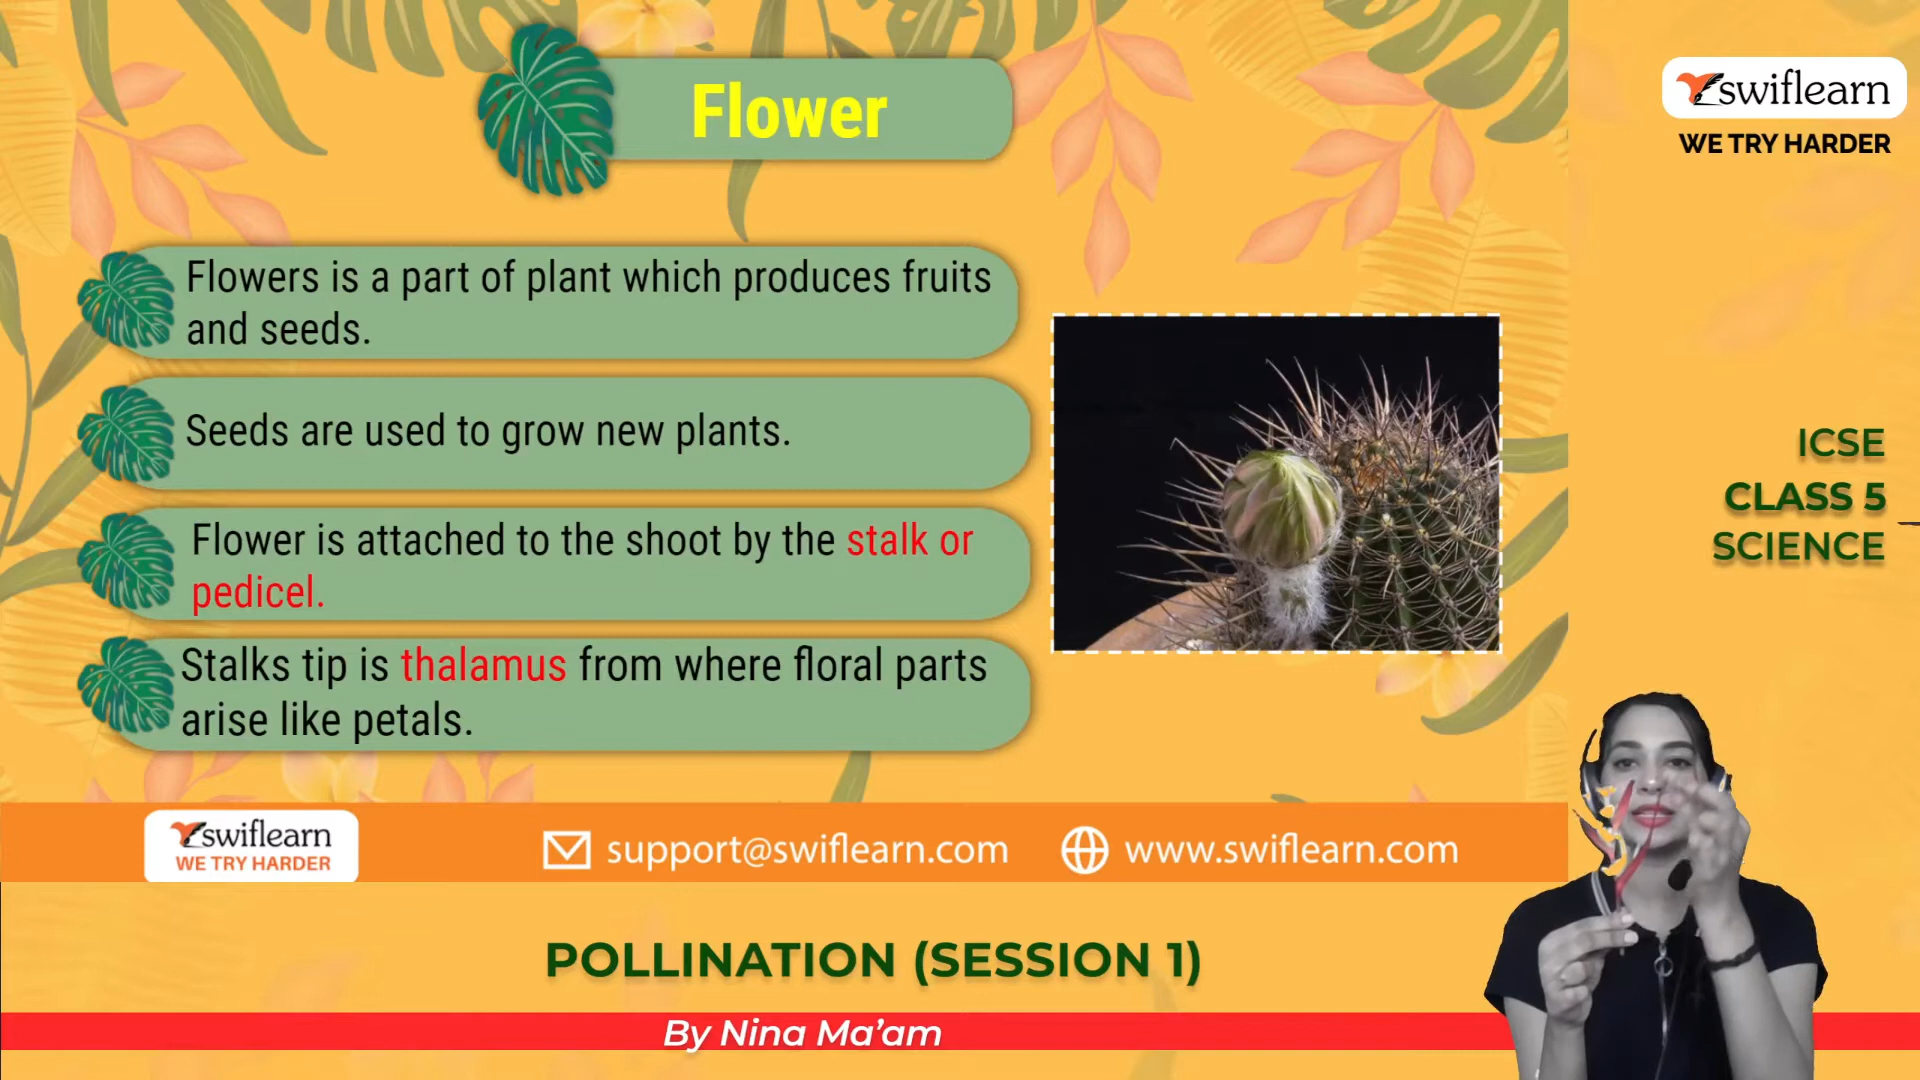 Flower
swiflearn
WE TRY HARDER
Flowers is a part of plant which produces fruits
and seeds.
Seeds are used to grow new plants.
Flower is attached to the shoot by the stalk or
pedicel.
Stalks tip is thalamus from where floral parts
arise like petals.
ICSE
CLASS 5
SCIENCE
swiflearn
WE TRY HARDER
support@swiflearn.com
www.swiflearn.com
POLLINATION (SESSION 1)
By Nina Ma’am